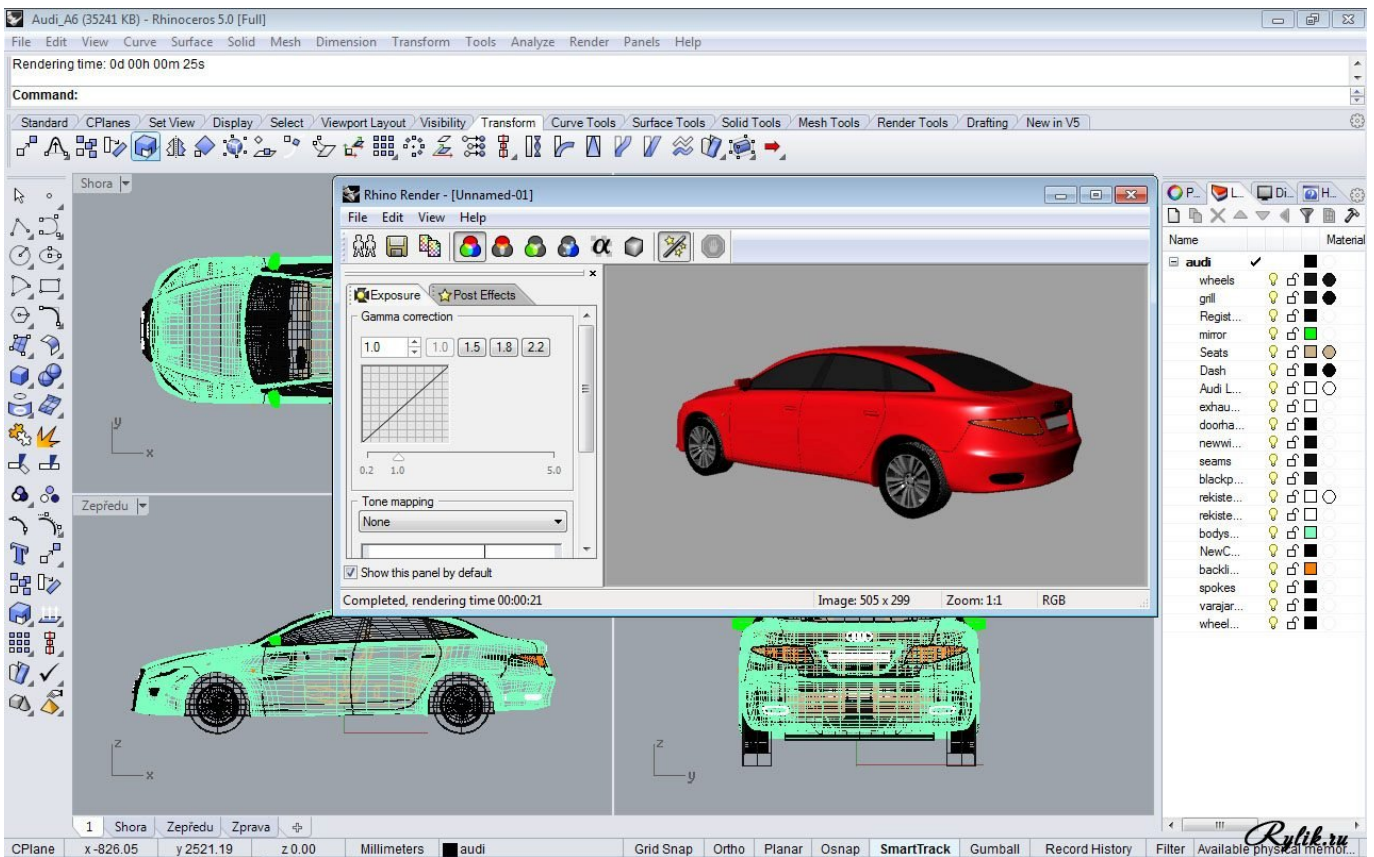 Audi_A6 (35241 KB) - Rhinoceros 5.0 [Full]
File Edit View Curve Surface Solid Mesh Dimension Transform Tools Analyze Render Panels Help
Rendering time: 0d 00h 00m 25s
Command:
Standard CPlanes Set View Display Select Viewport Layout Visibility Transform Curve Tools Surface Tools Solid Tools Mesh Tools Render Tools Drafting New in V5
Shora
Rhino Render - [Unnamed-01]
File Edit View Help
Exposure Post Effects
Gamma correction
1.0 1.0 1.5 1.8 2.2
0.2 1.0 5.0
Tone mapping
None
Show this panel by default
Completed, rendering time 00:00:21 Image: 505 x 299 Zoom: 1:1 RGB
P... L... Di... H...
Name Material
audi
wheels
grill
Regist...
mirror
Seats
Dash
Audi L...
exhau...
doorha...
newwi...
seams
blackp...
rekiste...
rekiste...
bodys...
NewC...
backli...
spokes
varajar...
wheel...
y
x
Zepředu
z
x
z
y
1 Shora Zepředu Zprava
CPlane x -826.05 y 2521.19 z 0.00 Millimeters audi Grid Snap Ortho Planar Osnap SmartTrack Gumball Record History Filter Available physical memor...
Rylik.ru